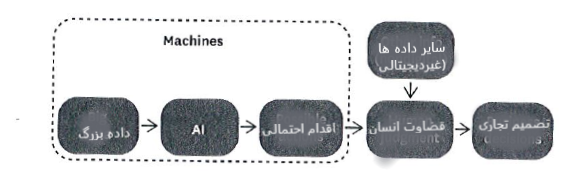 Machines
سایر داده ها
(غیردیجیتالی
داده بزرگ
AI
اقدام احتمالی
قضاوت انسان
تصمیم تجاری